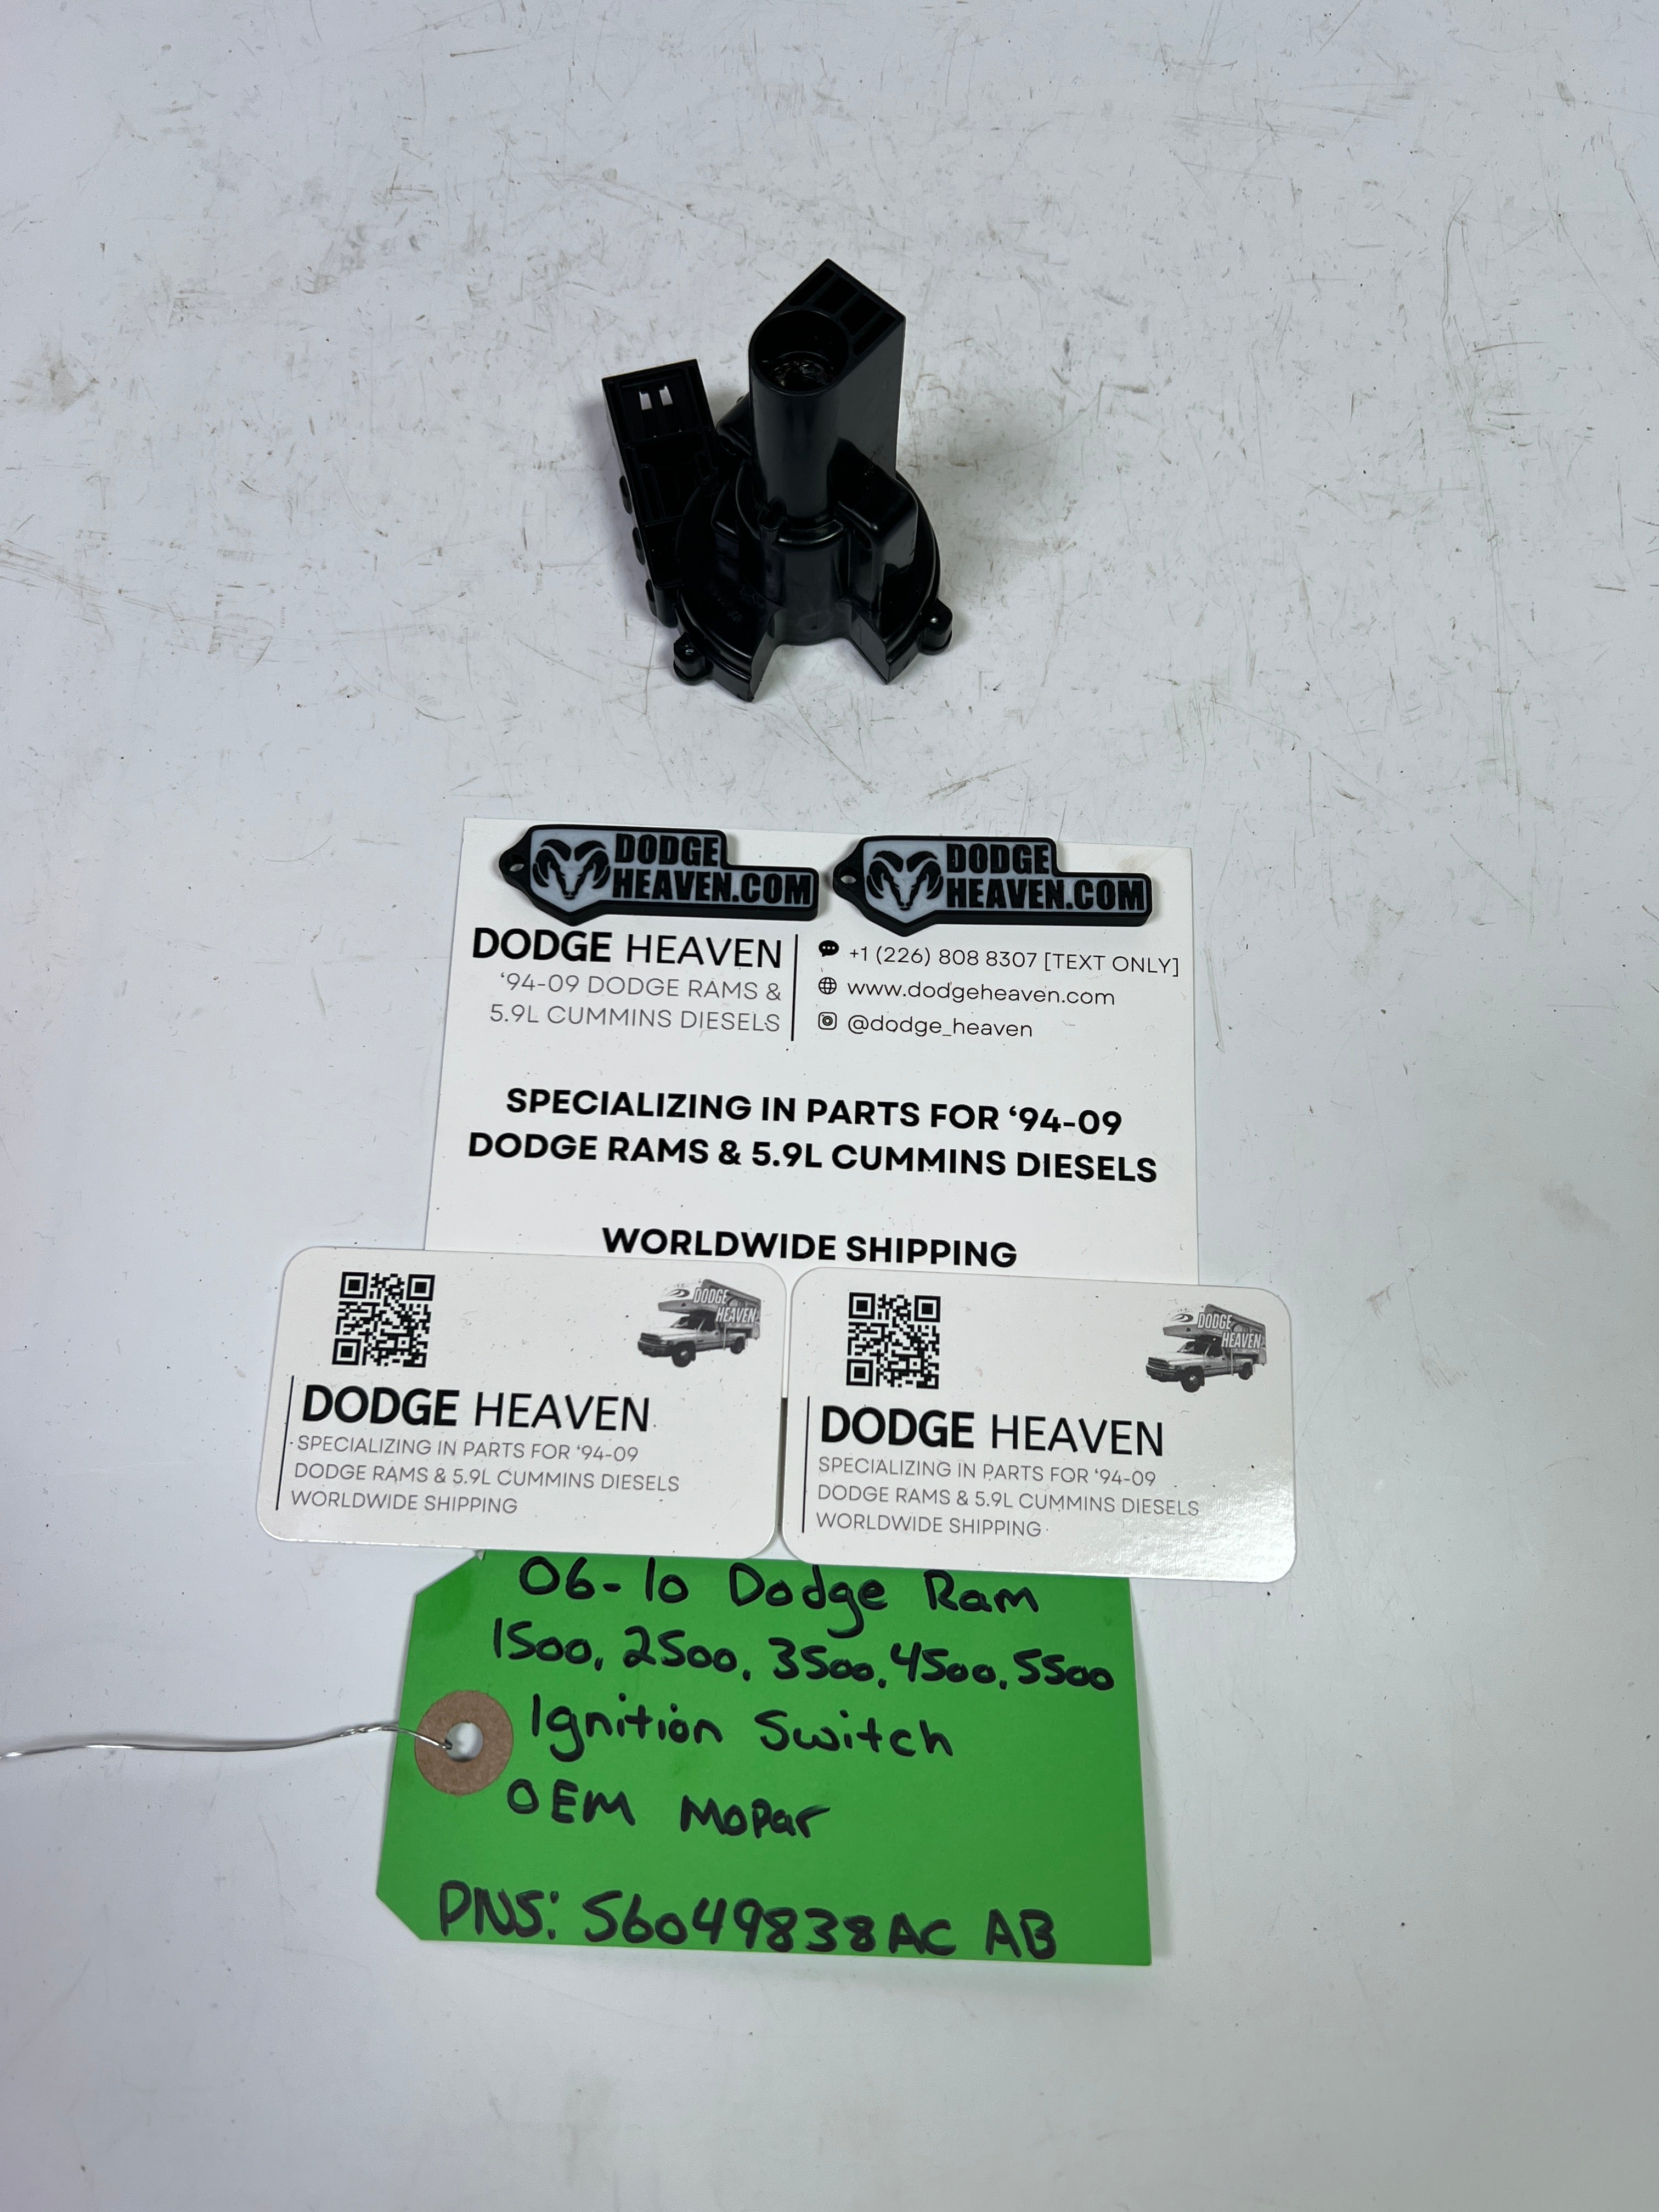 DODGE
HEAVEN.COM
DODGE
HEAVEN.COM
DODGE HEAVEN
‘94-09 DODGE RAMS &
5.9L CUMMINS DIESELS
+1 (226) 808 8307 [TEXT ONLY]
www.dodgeheaven.com
@dodge_heaven
SPECIALIZING IN PARTS FOR ‘94-09
DODGE RAMS & 5.9L CUMMINS DIESELS
WORLDWIDE SHIPPING
DODGE
HEAVEN
DODGE HEAVEN
SPECIALIZING IN PARTS FOR ‘94-09
DODGE RAMS & 5.9L CUMMINS DIESELS
WORLDWIDE SHIPPING
DODGE
HEAVEN
DODGE HEAVEN
SPECIALIZING IN PARTS FOR ‘94-09
DODGE RAMS & 5.9L CUMMINS DIESELS
WORLDWIDE SHIPPING
06-10 Dodge Ram
1500, 2500, 3500, 4500, 5500
Ignition Switch
OEM Mopar
PNS: 56049838AC AB